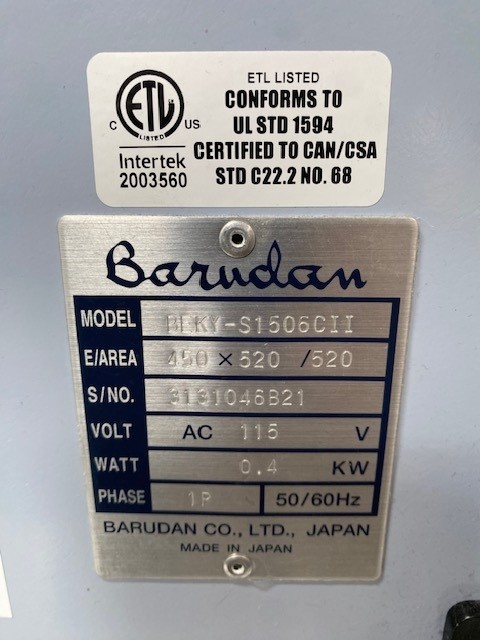 ETL LISTED
CONFORMS TO
UL STD 1594
CERTIFIED TO CAN/CSA
STD C22.2 NO. 68
C ETL US
LISTED
Intertek
2003560
Barudan
MODEL BEKY-S1506CII
E/AREA 450 × 520 /520
S/NO. 3131046B21
VOLT AC 115 V
WATT 0.4 KW
PHASE 1P 50/60Hz
BARUDAN CO., LTD., JAPAN
MADE IN JAPAN